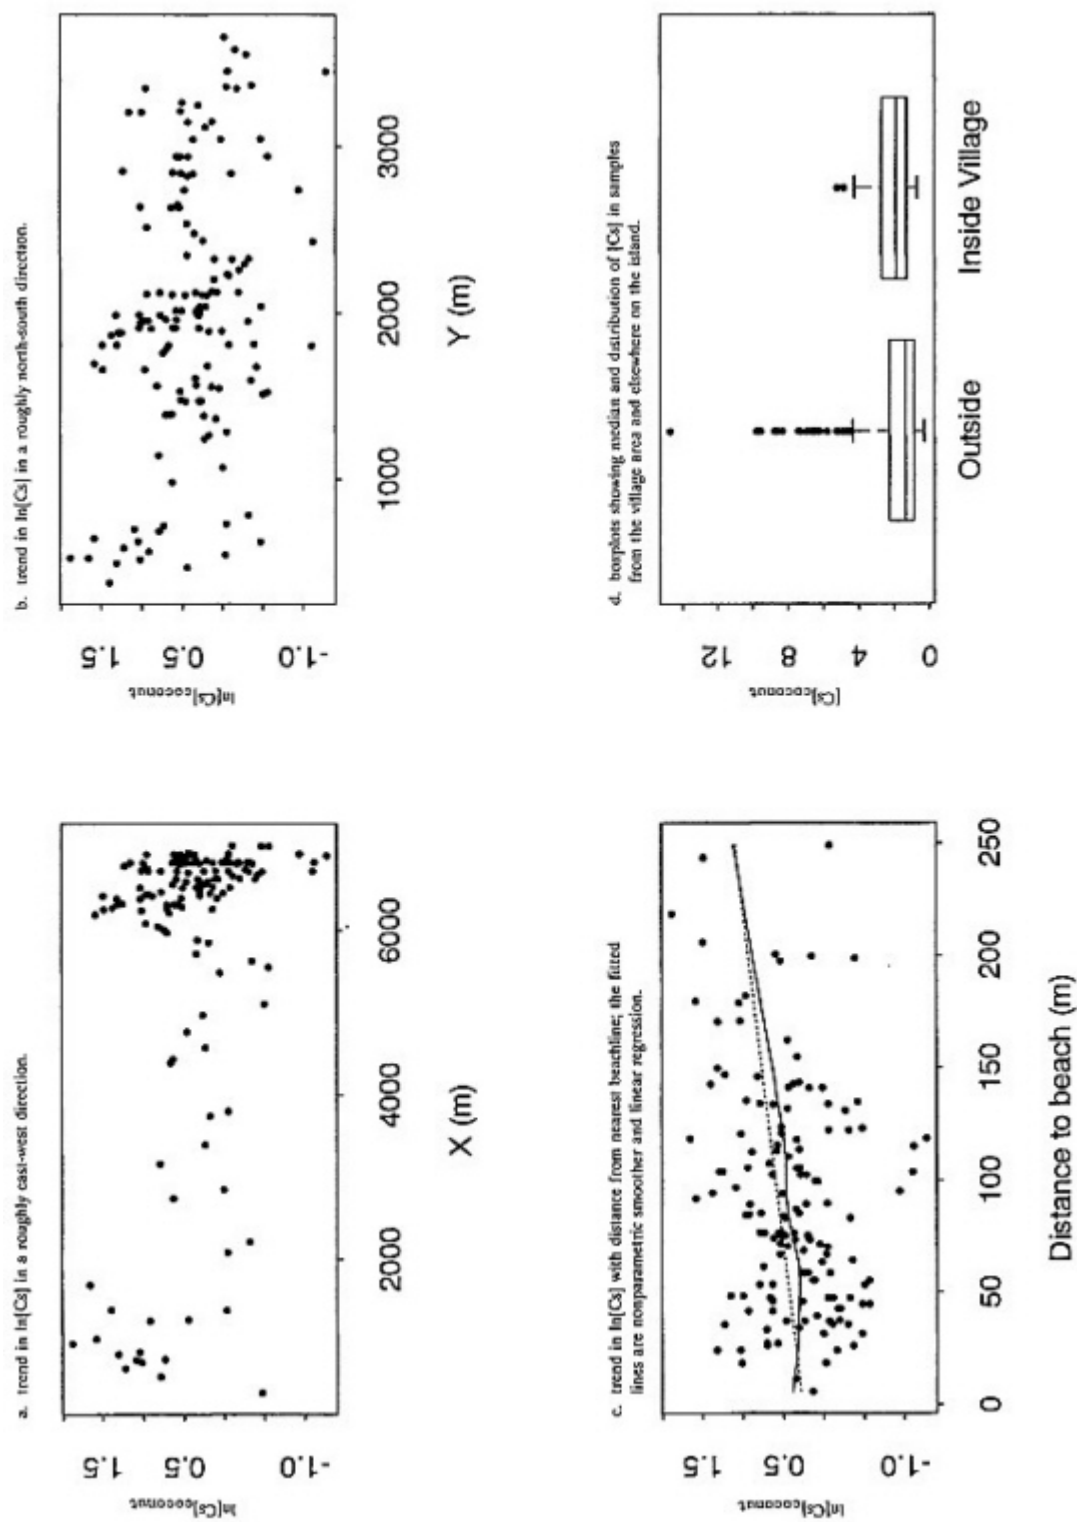 a. trend in ln[Cs] in a roughly east-west direction.
1.5
0.5
-1.0
ln[Cs]coconut
2000
4000
6000
X (m)
b. trend in ln[Cs] in a roughly north-south direction.
1.5
0.5
-1.0
ln[Cs]coconut
1000
2000
3000
Y (m)
c. trend in ln[Cs] with distance from nearest beachline; the fitted
lines are nonparametric smoother and linear regression.
1.5
0.5
-1.0
ln[Cs]coconut
0
50
100
150
200
250
Distance to beach (m)
d. boxplots showing median and distribution of [Cs] in samples
from the village area and elsewhere on the island.
12
8
4
0
[Cs]coconut
Outside
Inside Village